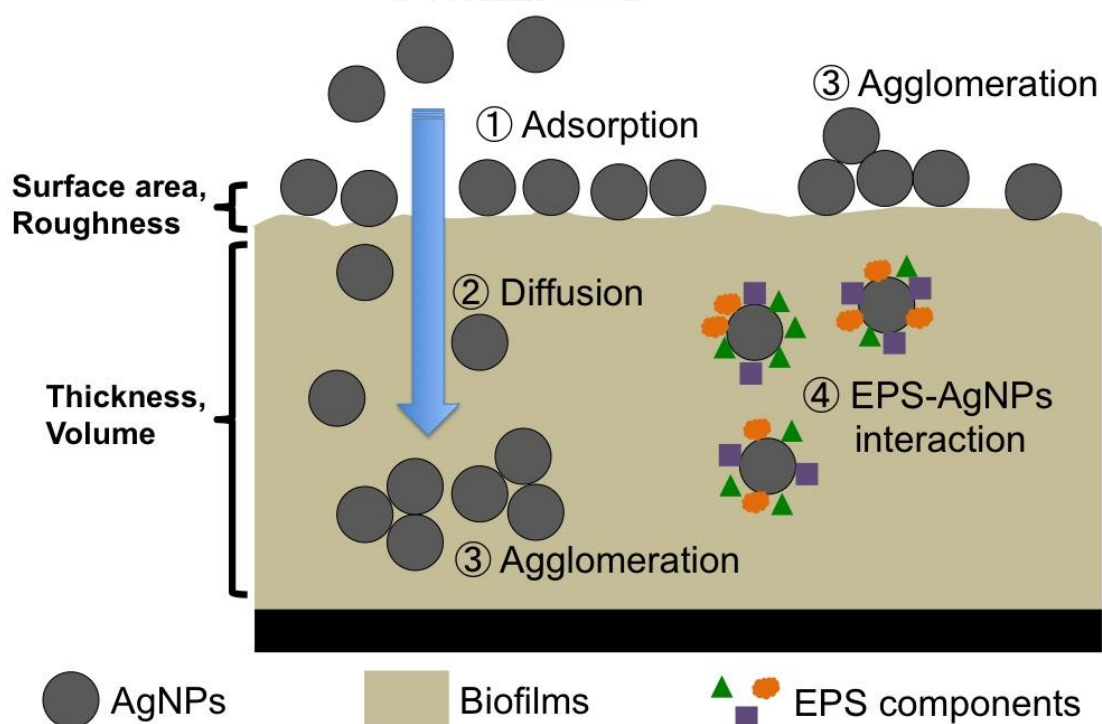 ① Adsorption
③ Agglomeration
Surface area,
Roughness
② Diffusion
Thickness,
Volume
④ EPS-AgNPs
interaction
③ Agglomeration
AgNPs
Biofilms
EPS components